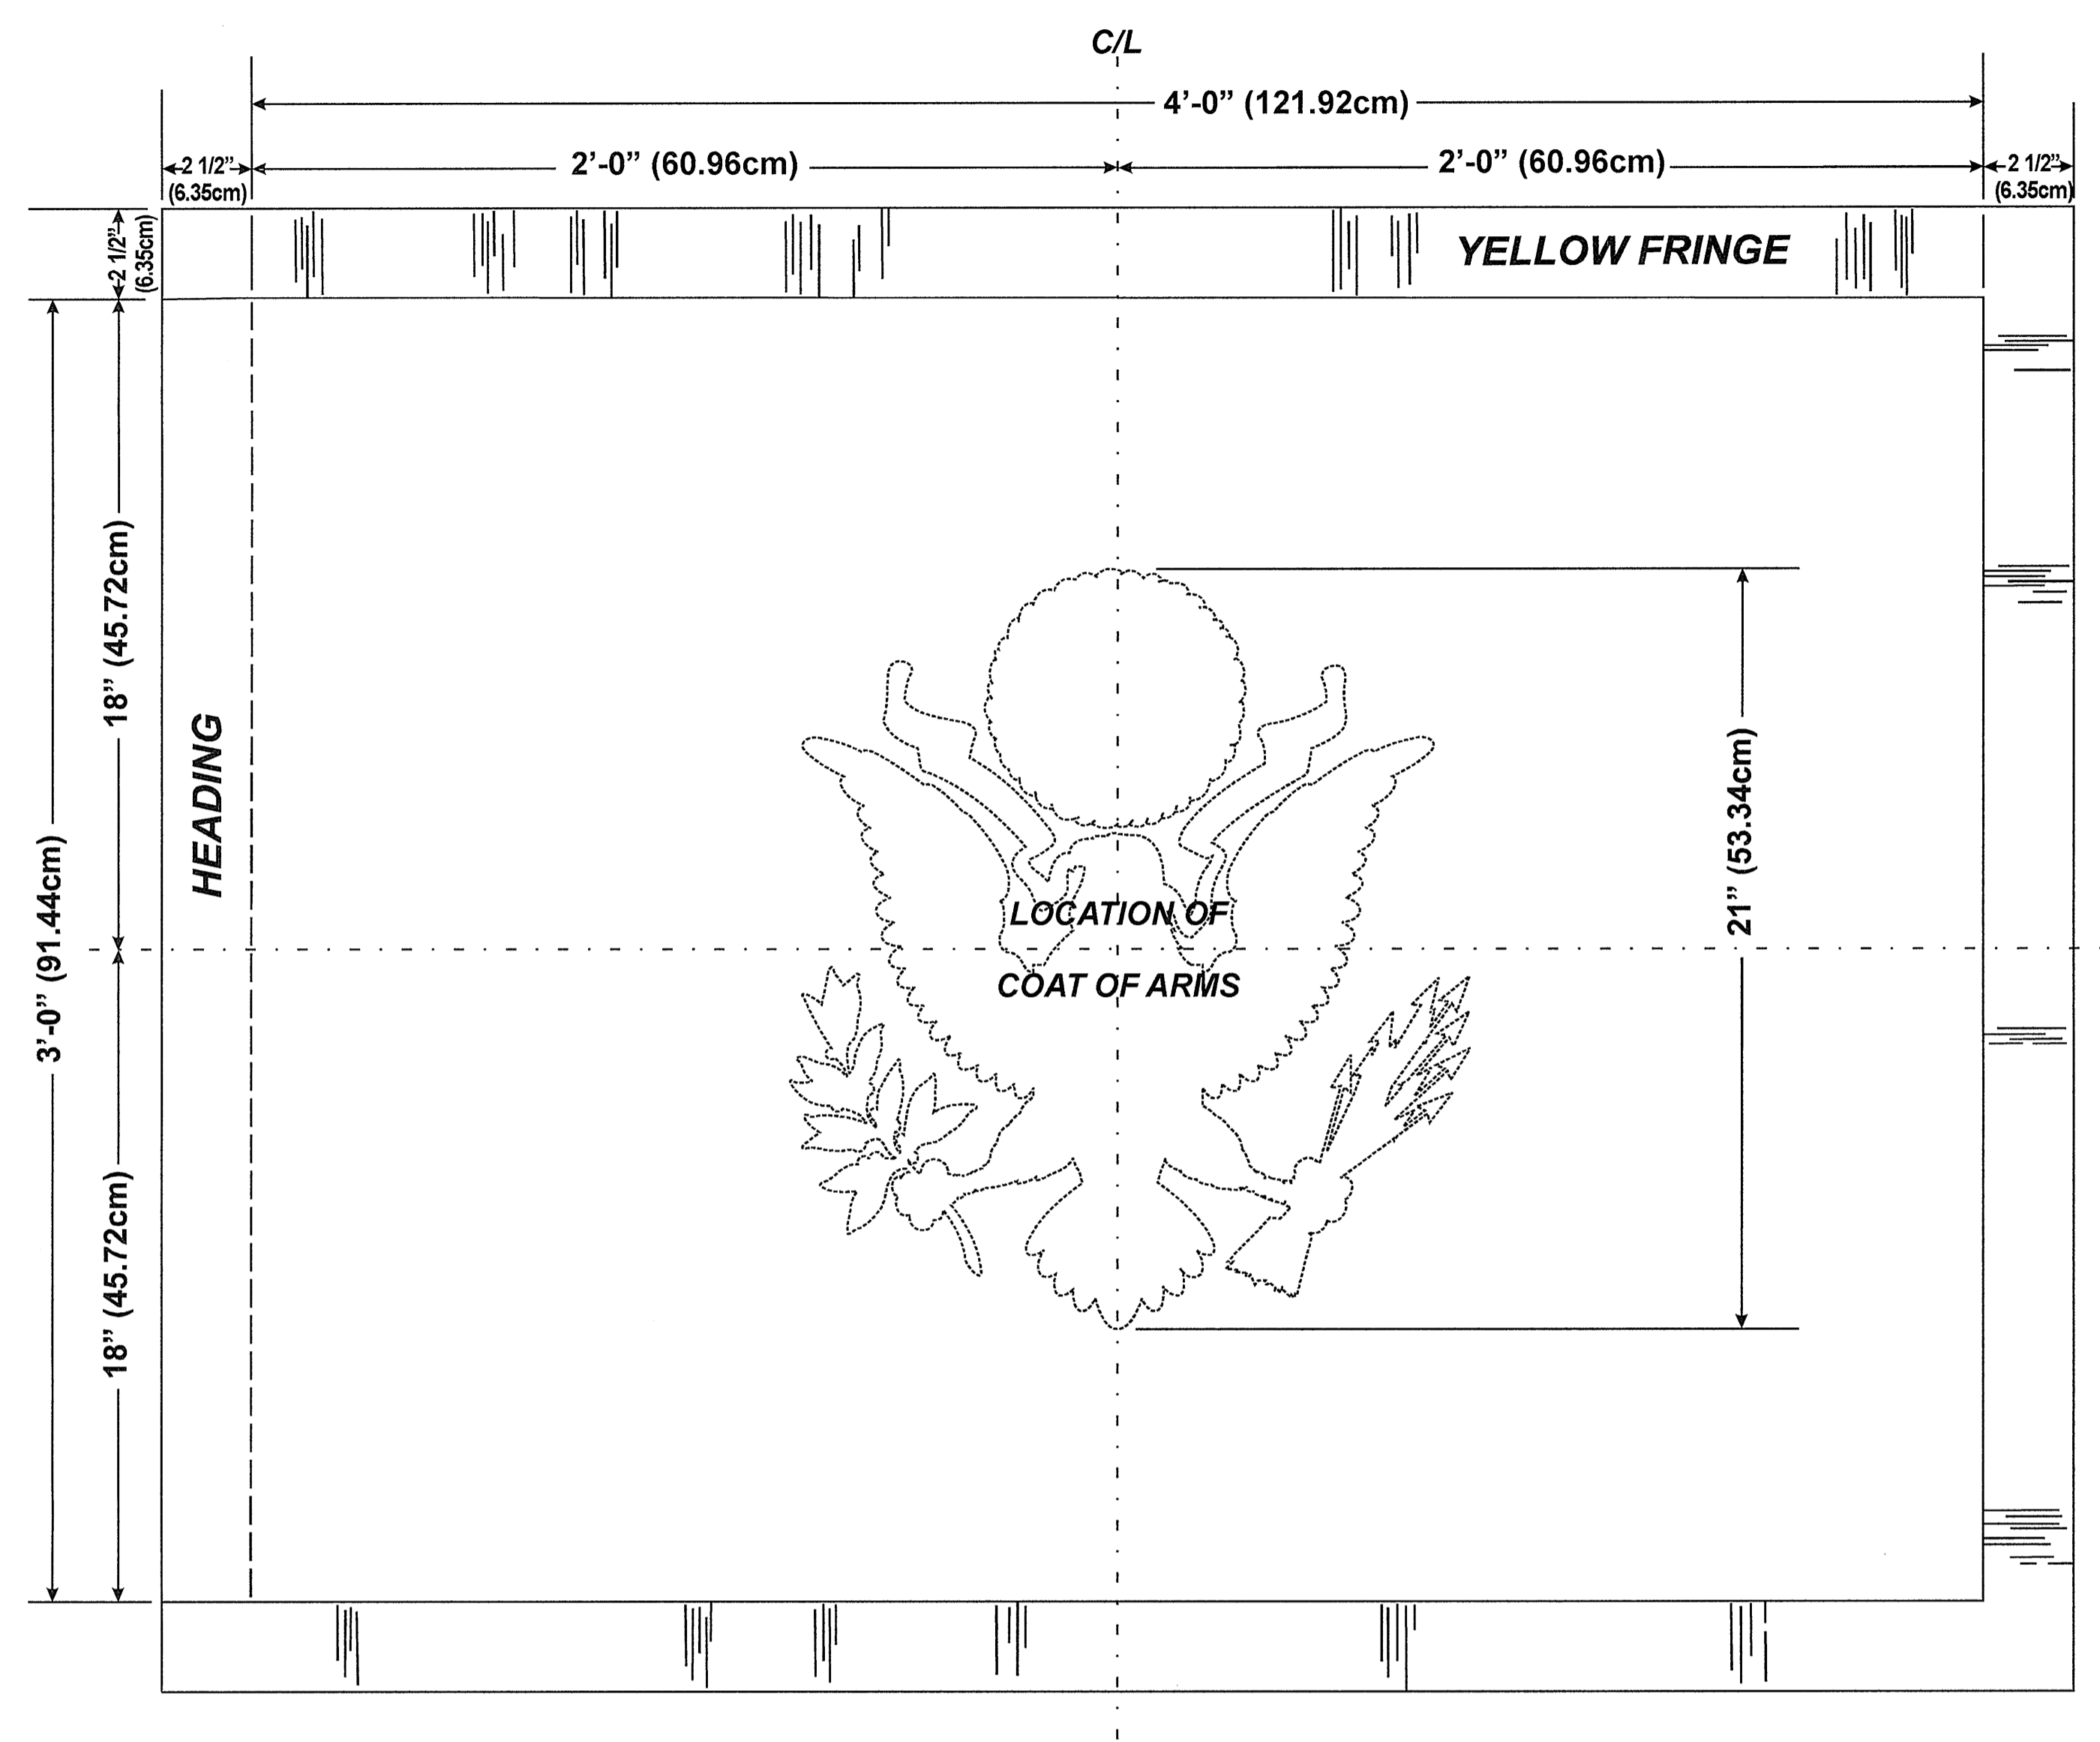 C/L
4’-0” (121.92cm)
2 1/2”
(6.35cm)
2’-0” (60.96cm)
2’-0” (60.96cm)
2 1/2”
(6.35cm)
2 1/2”
(6.35cm)
YELLOW FRINGE
18” (45.72cm)
HEADING
3’-0” (91.44cm)
21” (53.34cm)
LOCATION OF
COAT OF ARMS
18” (45.72cm)